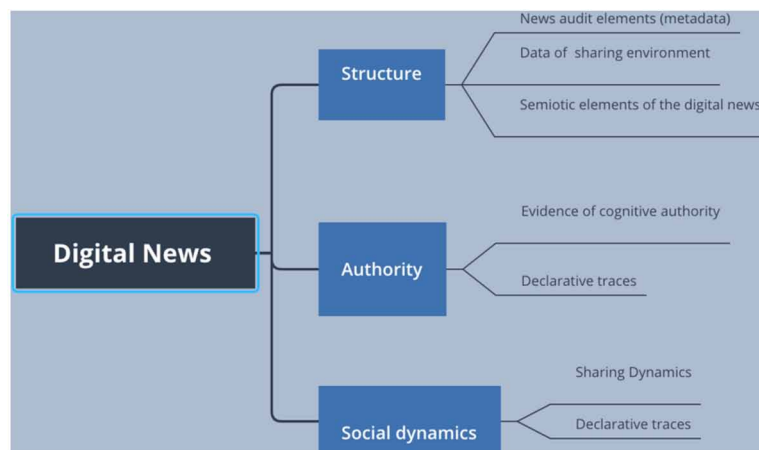 News audit elements (metadata)
Structure
Data of sharing environment
Semiotic elements of the digital news
Digital News
Evidence of cognitive authority
Authority
Declarative traces
Sharing Dynamics
Social dynamics
Declarative traces